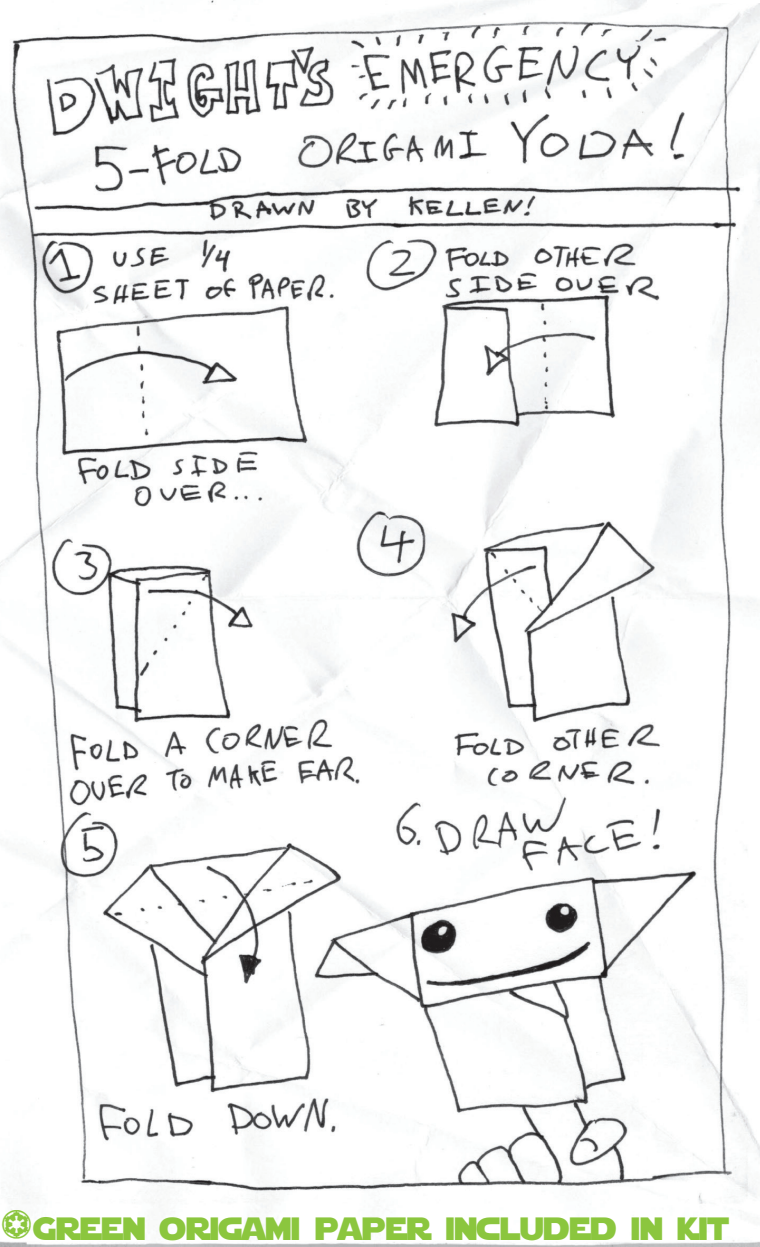 DWIGHT'S EMERGENCY
5-FOLD ORIGAMI YODA!
DRAWN BY KELLEN!
1 USE 1/4
SHEET OF PAPER.
FOLD SIDE
OVER...
2 FOLD OTHER
SIDE OVER
3
FOLD A CORNER
OVER TO MAKE EAR.
4
FOLD OTHER
CORNER.
5
FOLD DOWN.
6. DRAW
FACE!
GREEN ORIGAMI PAPER INCLUDED IN KIT